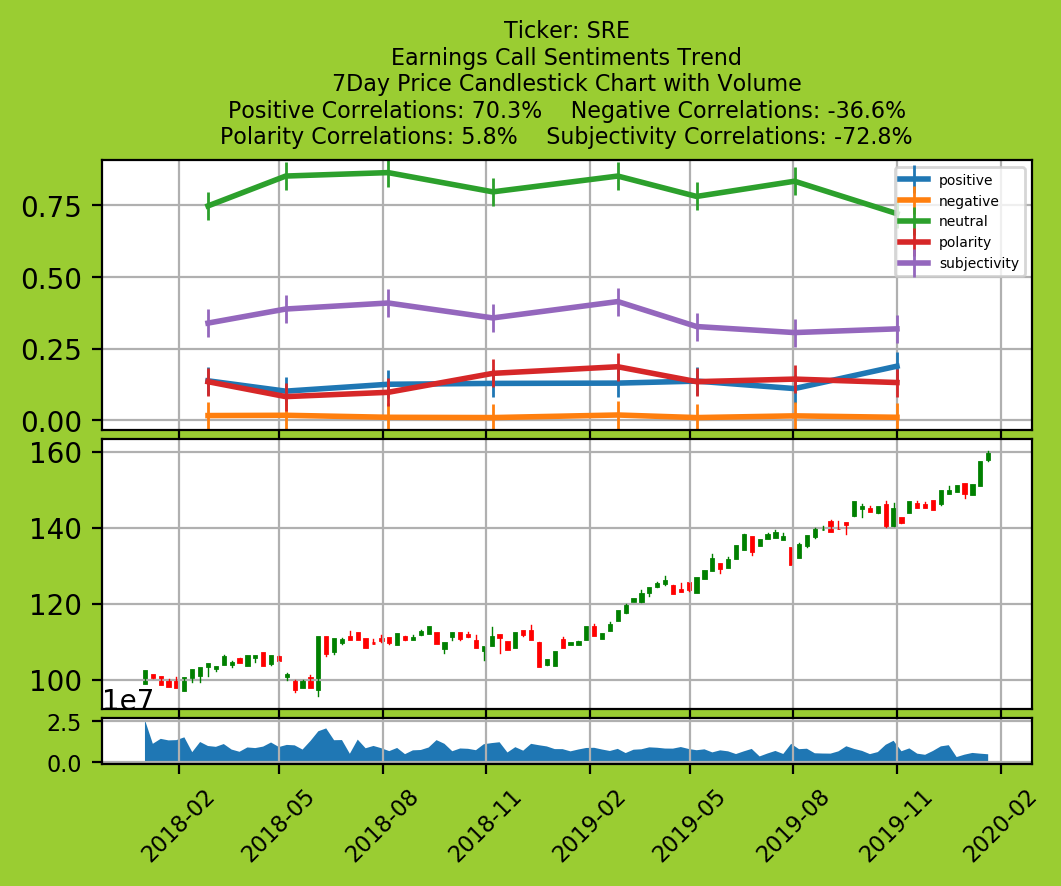 Ticker: SRE
Earnings Call Sentiments Trend
7Day Price Candlestick Chart with Volume
Positive Correlations: 70.3%    Negative Correlations: -36.6%
Polarity Correlations: 5.8%    Subjectivity Correlations: -72.8%
positive
negative
neutral
polarity
subjectivity
0.75
0.50
0.25
0.00
160
140
120
100
1e7
2.5
0.0
2018-02
2018-05
2018-08
2018-11
2019-02
2019-05
2019-08
2019-11
2020-02